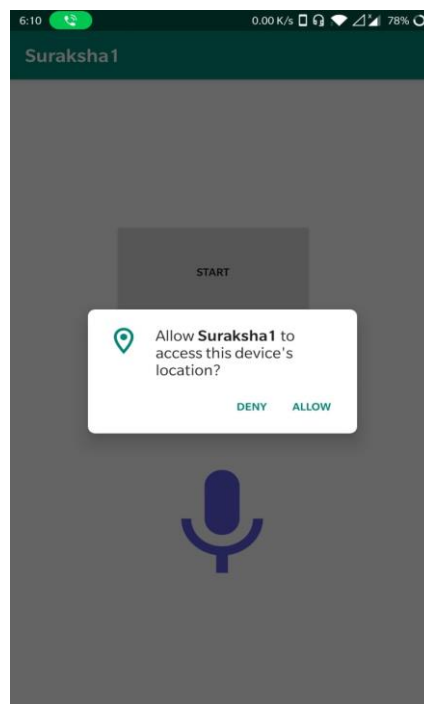 6:10 0.00 K/s 78%
Suraksha1
START
Allow Suraksha1 to
access this device's
location?
DENY ALLOW